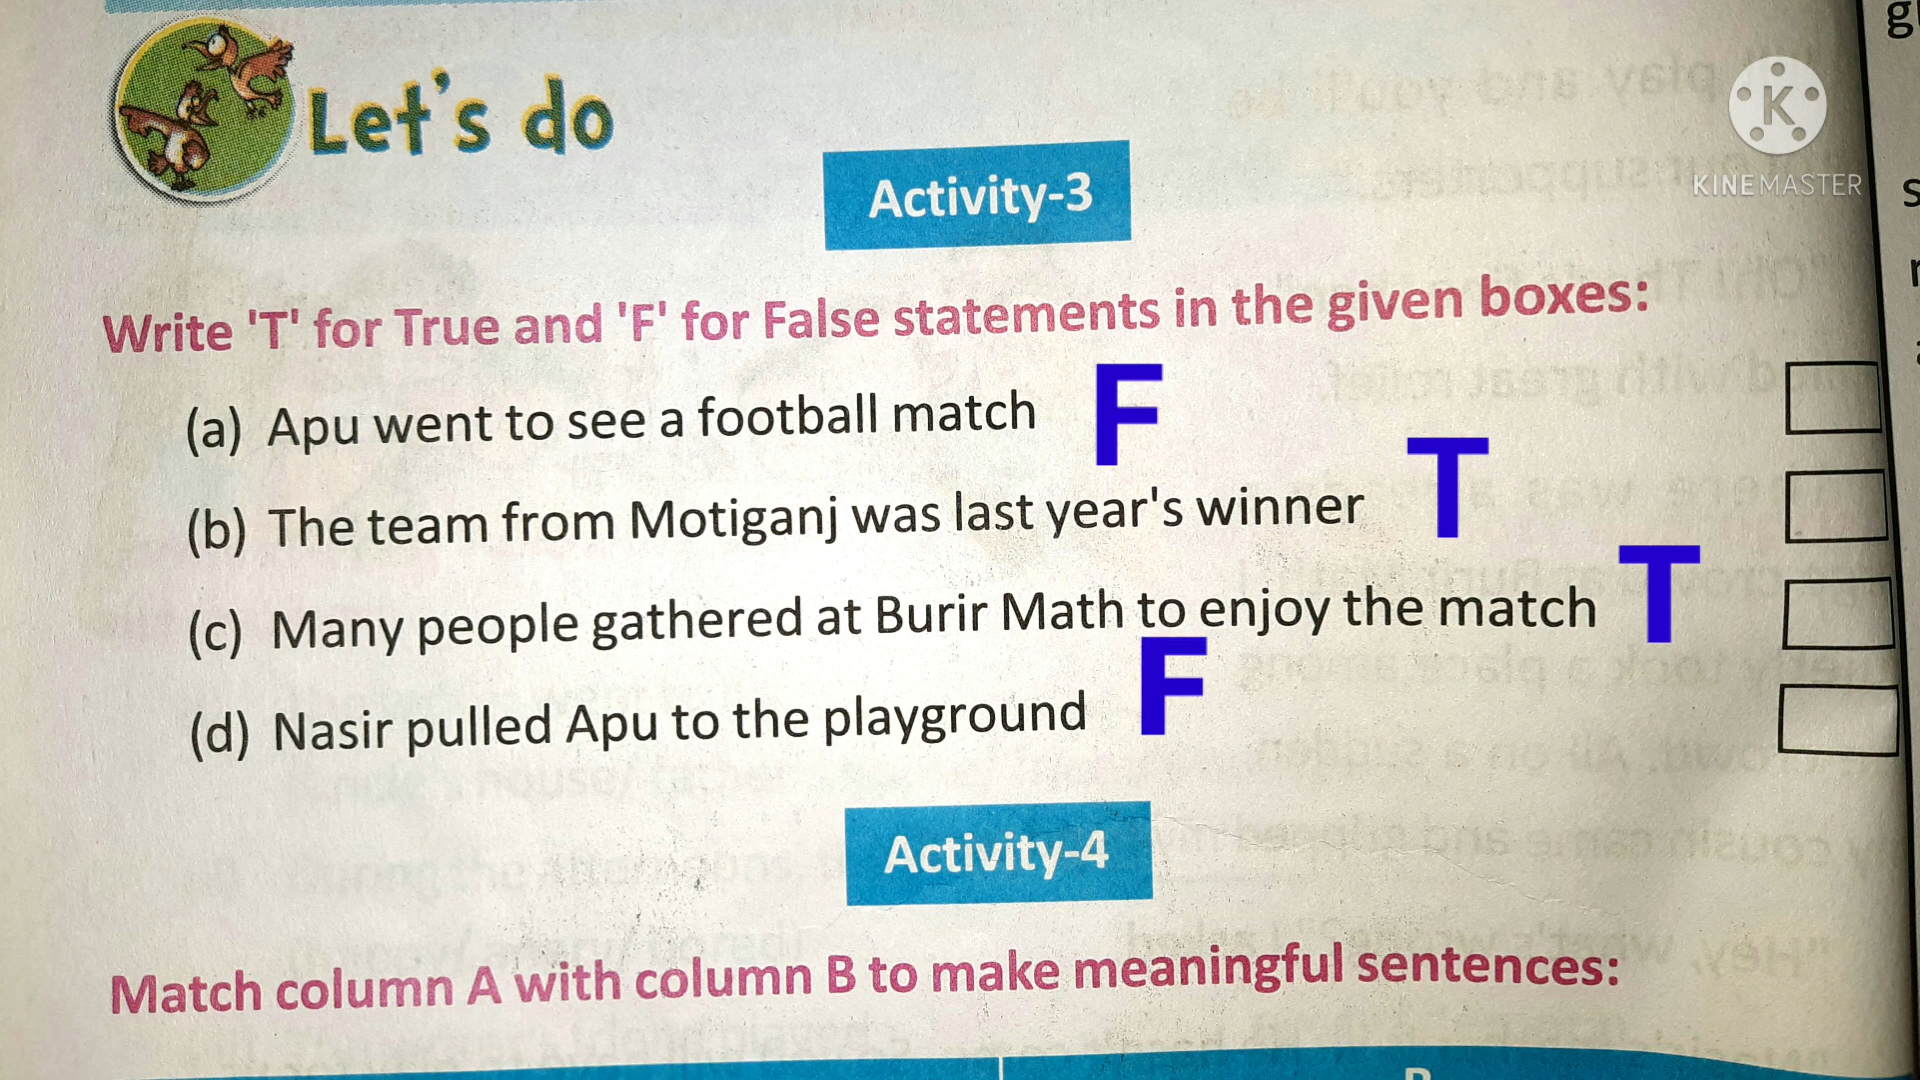 Let's do
KINEMASTER
Activity-3
Write 'T' for True and 'F' for False statements in the given boxes:
(a) Apu went to see a football match F
(b) The team from Motiganj was last year's winner T
(c) Many people gathered at Burir Math to enjoy the match T
(d) Nasir pulled Apu to the playground F
Activity-4
Match column A with column B to make meaningful sentences: